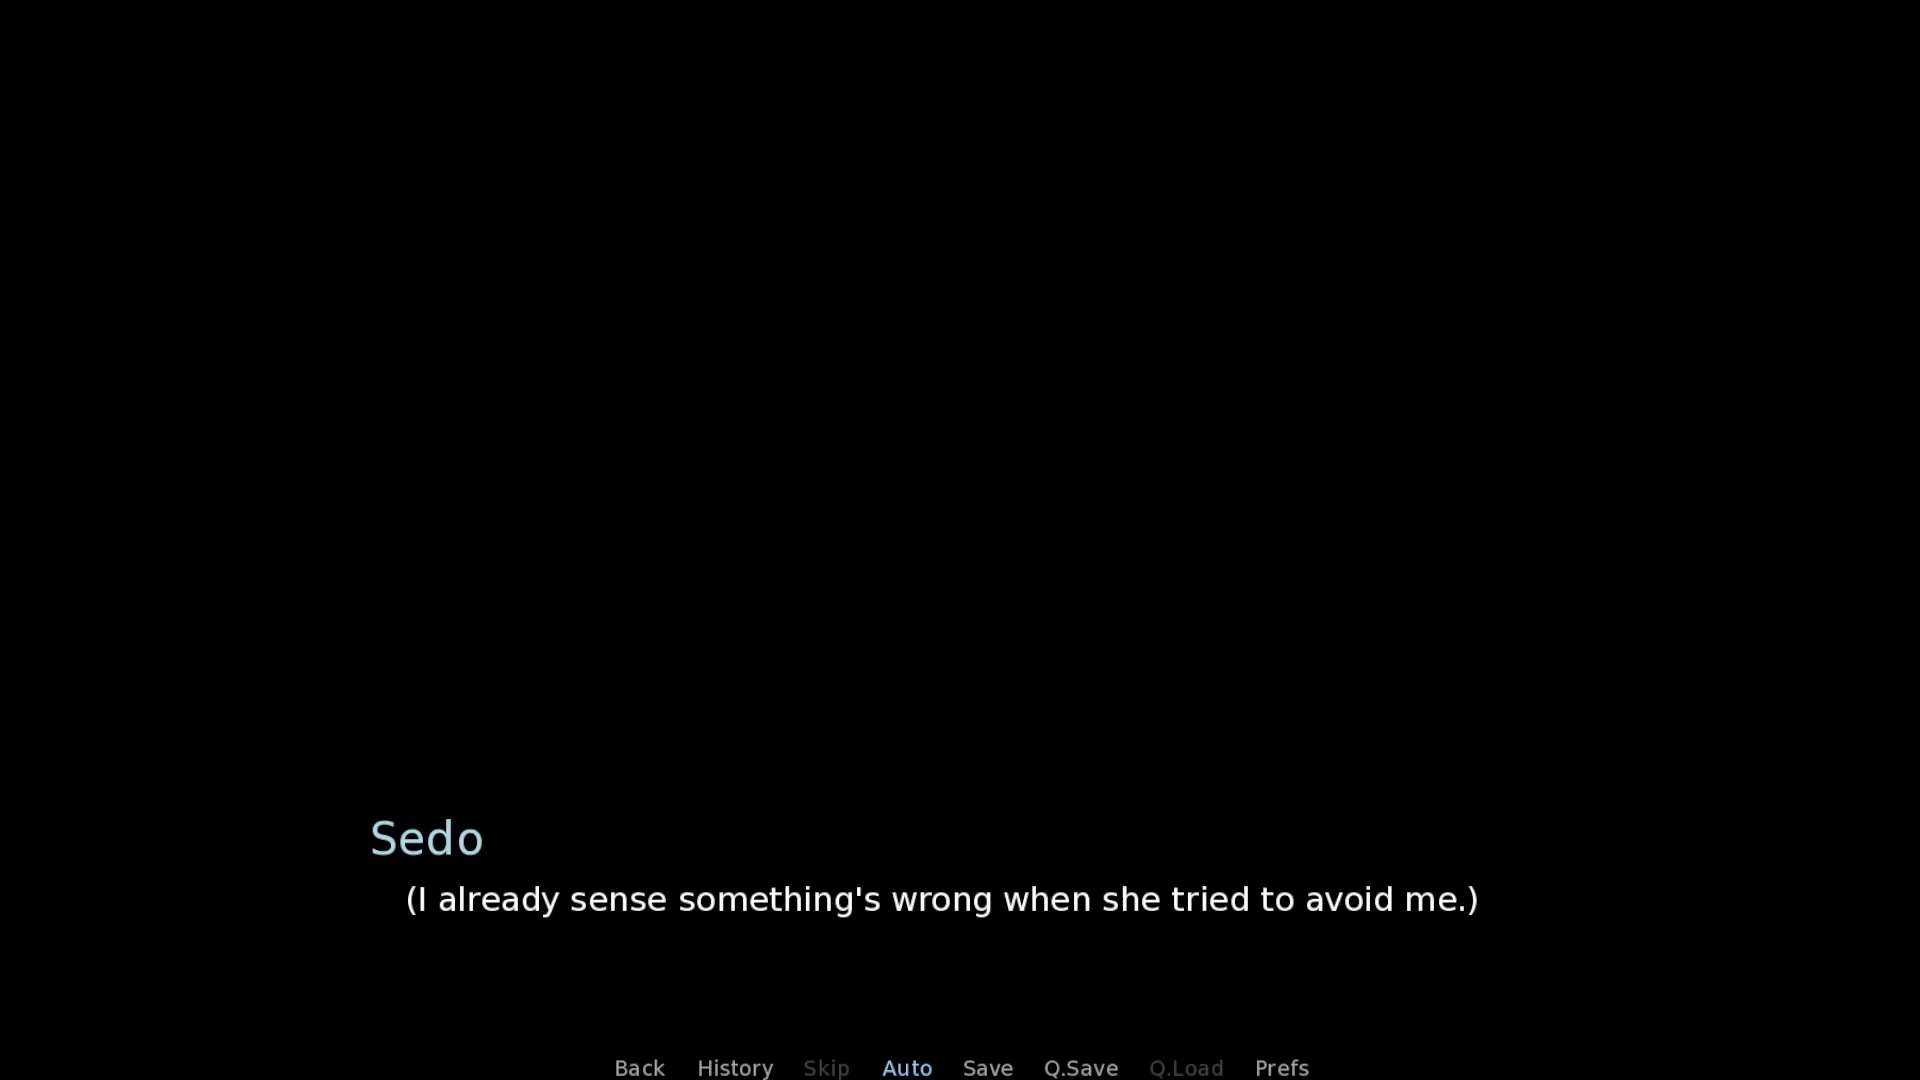 Sedo
(I already sense something's wrong when she tried to avoid me.)
Back History Skip Auto Save Q.Save Q.Load Prefs